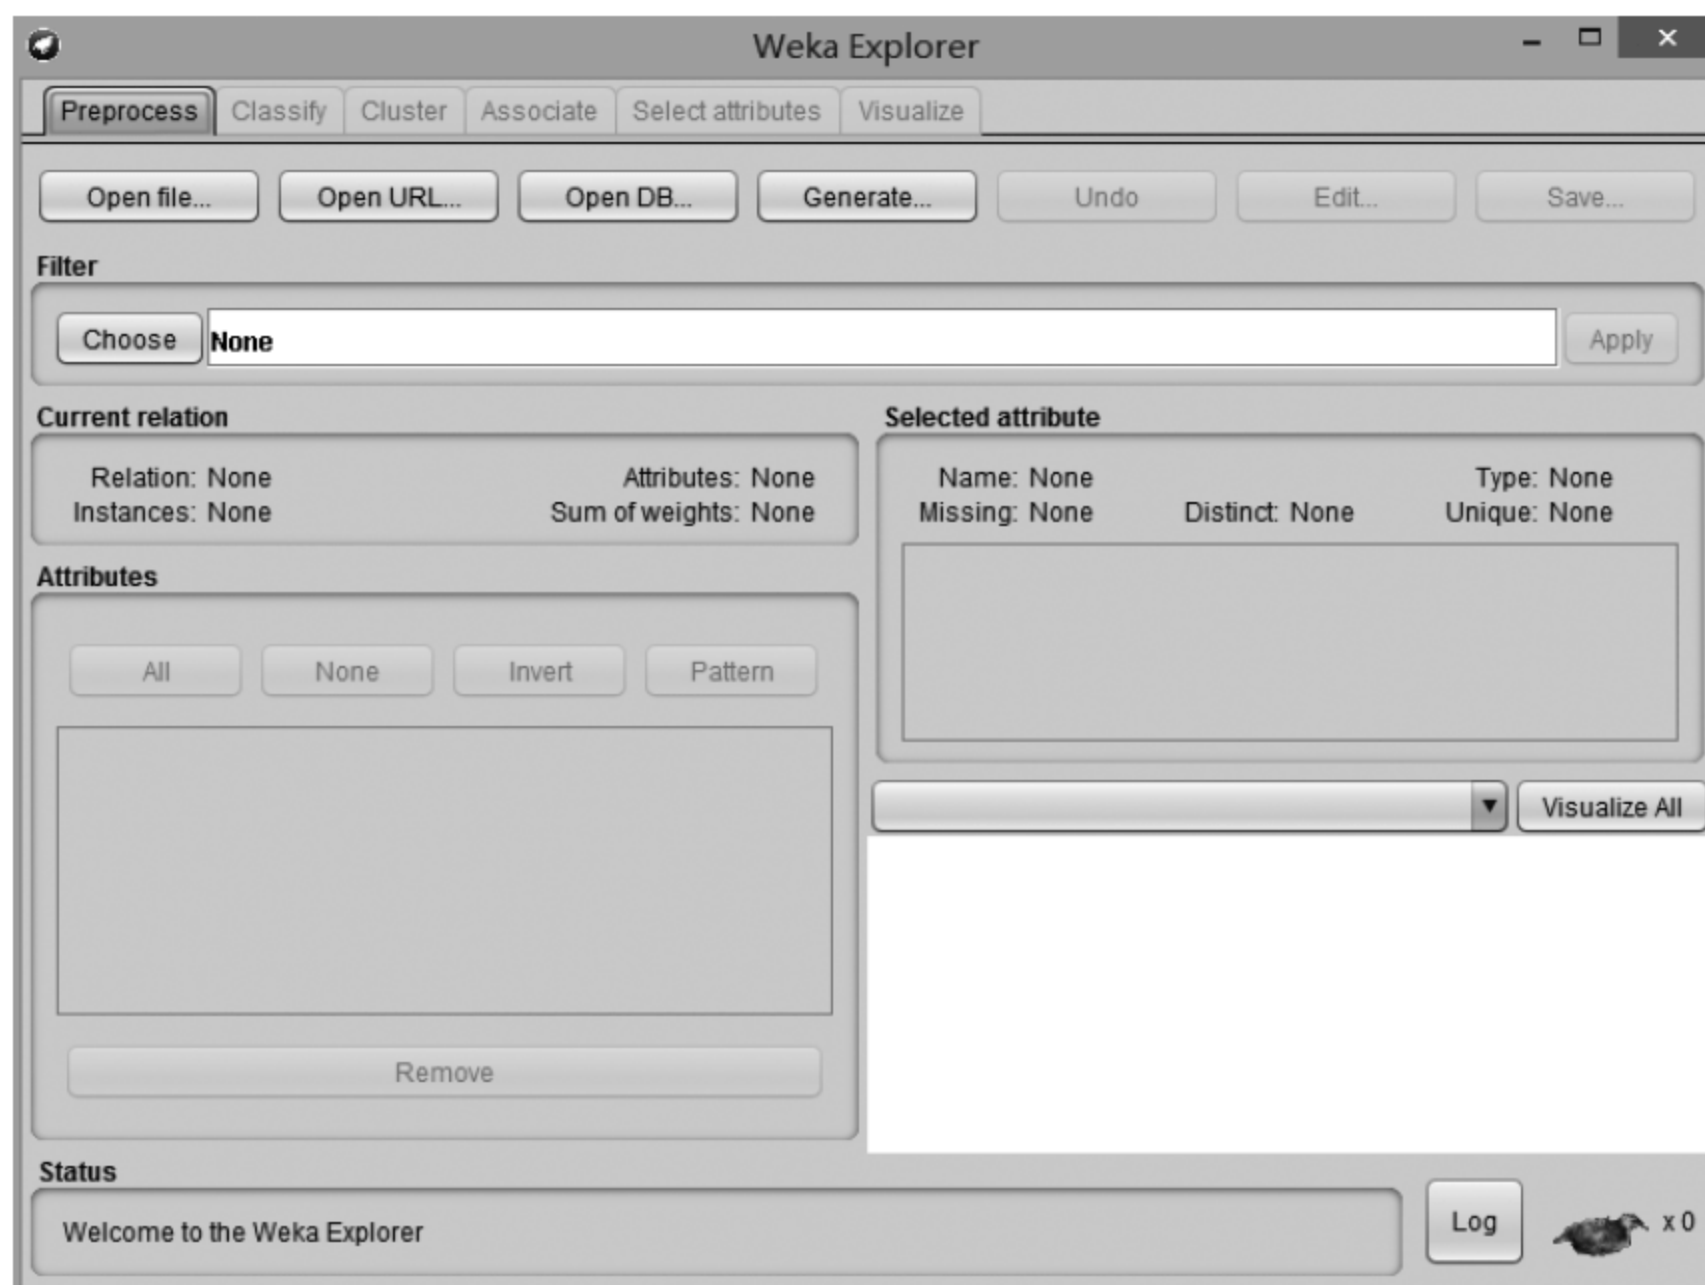 Weka Explorer
Preprocess Classify Cluster Associate Select attributes Visualize
Open file... Open URL... Open DB... Generate... Undo Edit... Save...
Filter
Choose None Apply
Current relation
Relation: None Attributes: None
Instances: None Sum of weights: None
Selected attribute
Name: None Type: None
Missing: None Distinct: None Unique: None
Attributes
All None Invert Pattern
Remove
Visualize All
Status
Welcome to the Weka Explorer
Log x 0